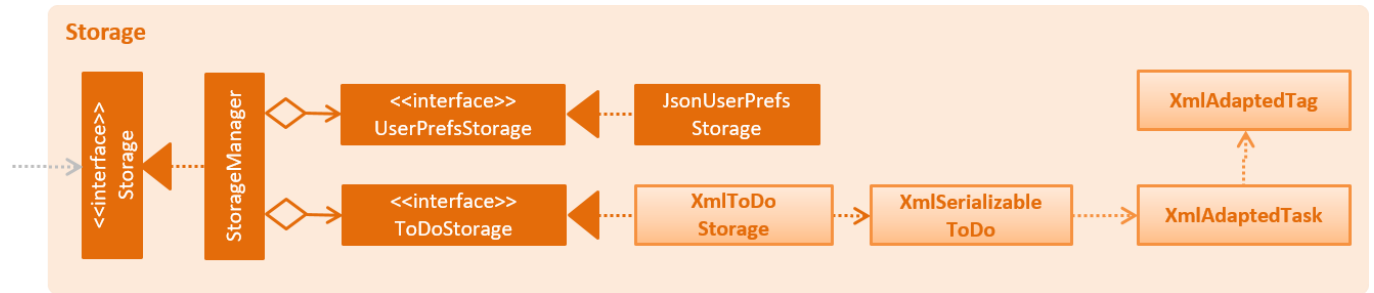 Storage
<<interface>>
Storage
StorageManager
<<interface>>
UserPrefsStorage
JsonUserPrefs
Storage
XmlAdaptedTag
<<interface>>
ToDoStorage
XmlToDo
Storage
XmlSerializable
ToDo
XmlAdaptedTask